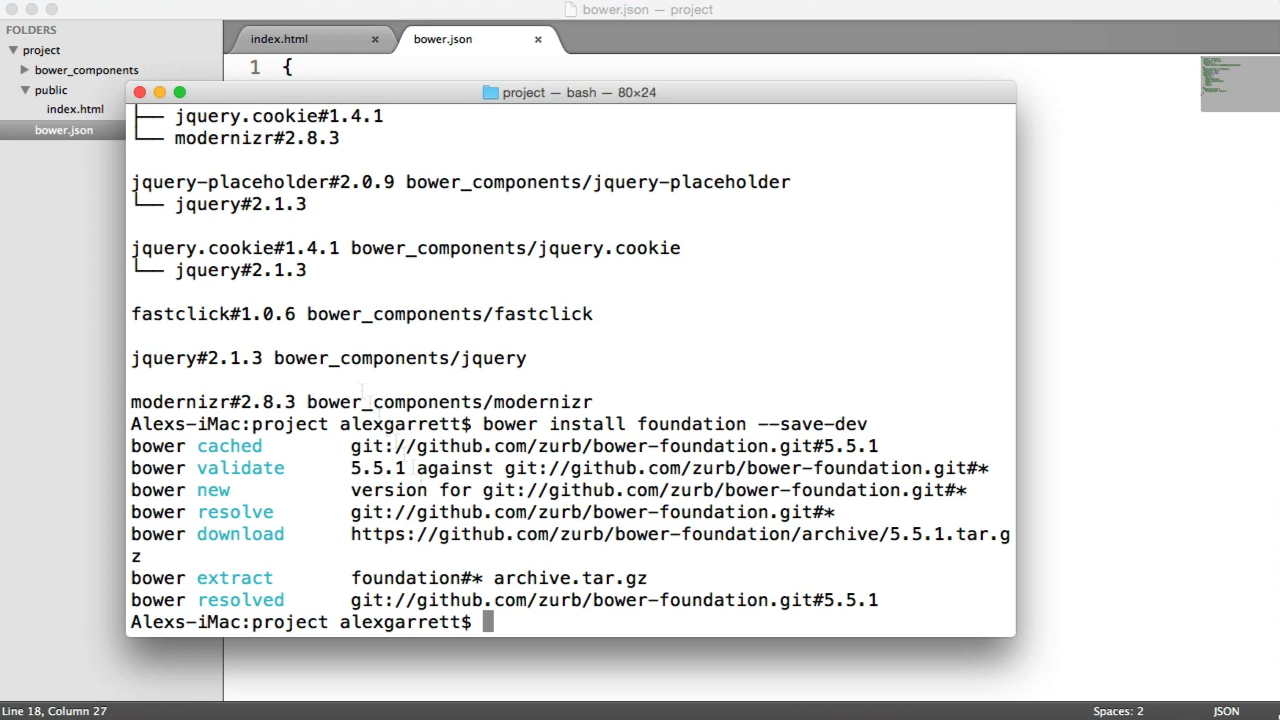 bower.json — project
FOLDERS
project
bower_components
public
index.html
bower.json
index.html ×
bower.json ×
1 {
project — bash — 80×24
├── jquery.cookie#1.4.1
└── modernizr#2.8.3
jquery-placeholder#2.0.9 bower_components/jquery-placeholder
└── jquery#2.1.3
jquery.cookie#1.4.1 bower_components/jquery.cookie
└── jquery#2.1.3
fastclick#1.0.6 bower_components/fastclick
jquery#2.1.3 bower_components/jquery
modernizr#2.8.3 bower_components/modernizr
Alexs-iMac:project alexgarrett$ bower install foundation --save-dev
bower cached git://github.com/zurb/bower-foundation.git#5.5.1
bower validate 5.5.1 against git://github.com/zurb/bower-foundation.git#*
bower new version for git://github.com/zurb/bower-foundation.git#*
bower resolve git://github.com/zurb/bower-foundation.git#*
bower download https://github.com/zurb/bower-foundation/archive/5.5.1.tar.g
z
bower extract foundation#* archive.tar.gz
bower resolved git://github.com/zurb/bower-foundation.git#5.5.1
Alexs-iMac:project alexgarrett$
Line 18, Column 27
Spaces: 2
JSON